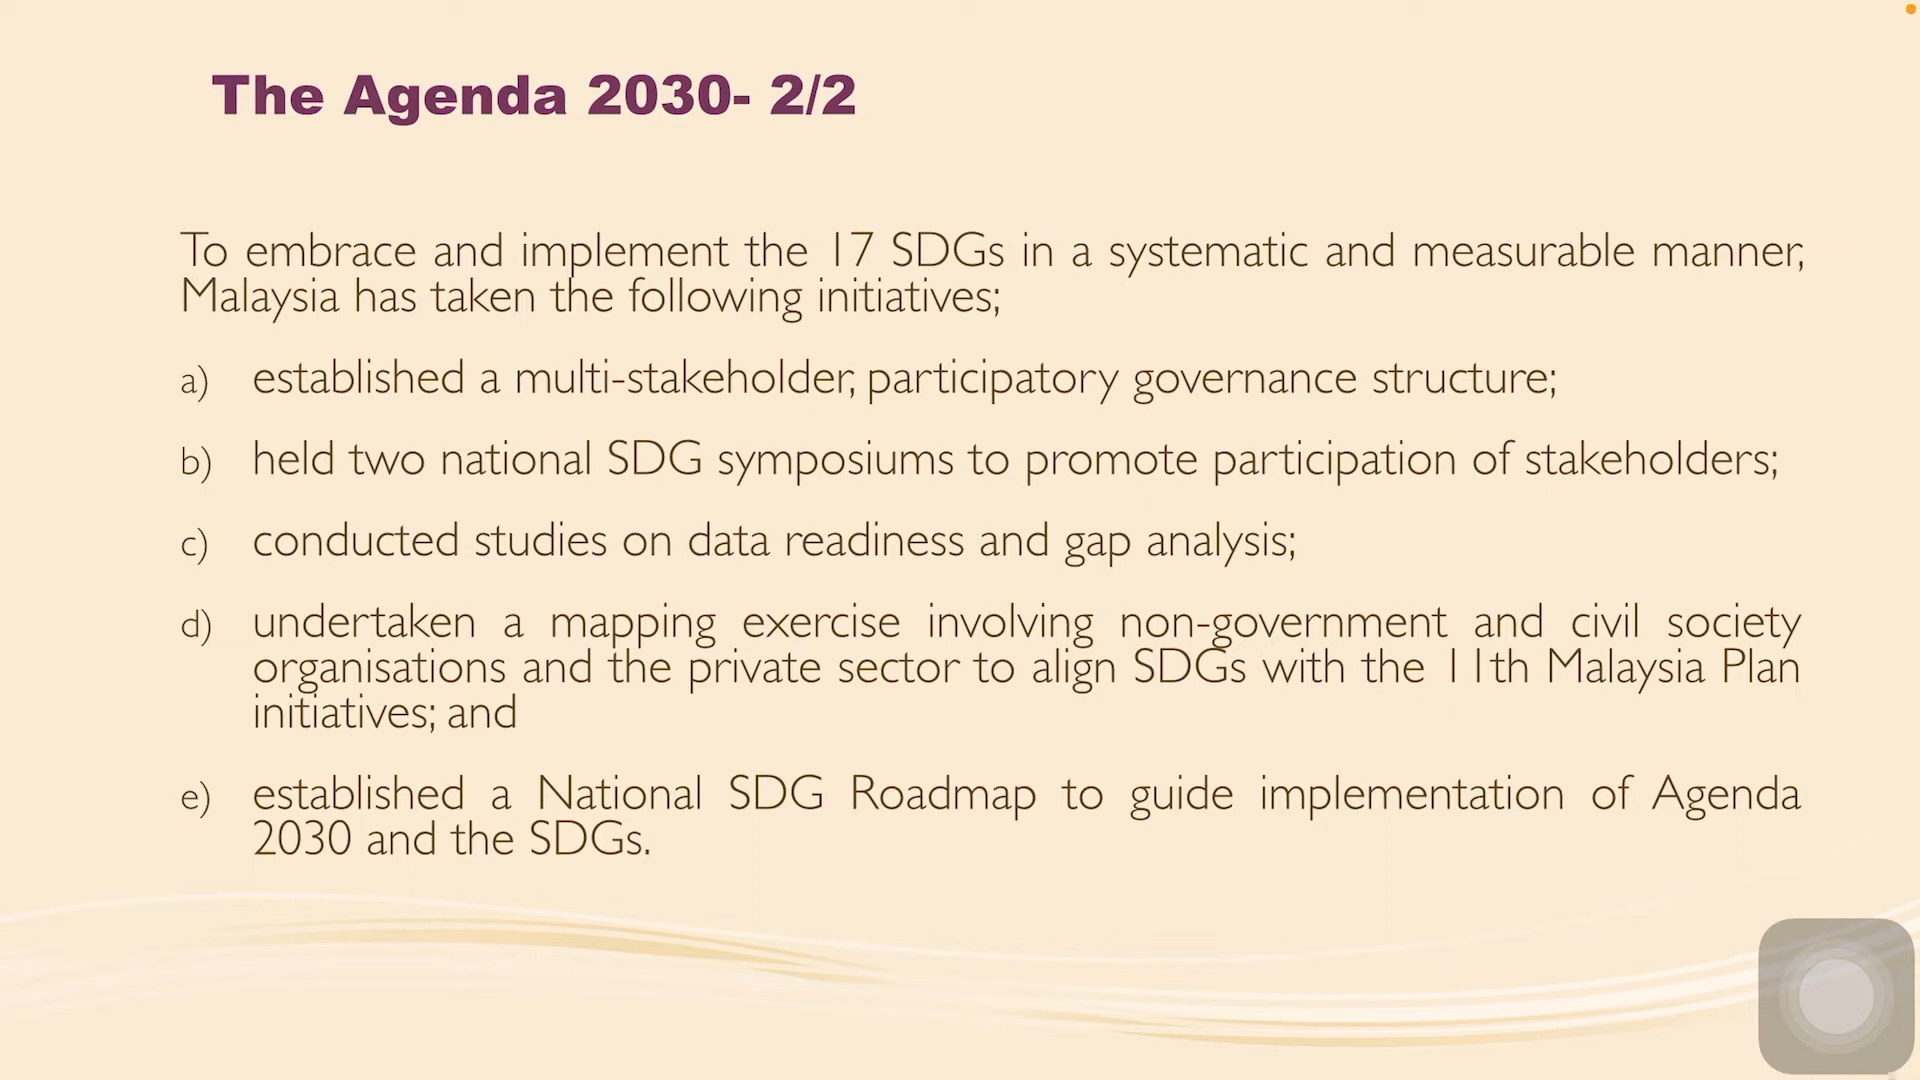 The Agenda 2030- 2/2
To embrace and implement the 17 SDGs in a systematic and measurable manner,
Malaysia has taken the following initiatives;
a) established a multi-stakeholder, participatory governance structure;
b) held two national SDG symposiums to promote participation of stakeholders;
c) conducted studies on data readiness and gap analysis;
d) undertaken a mapping exercise involving non-government and civil society
organisations and the private sector to align SDGs with the 11th Malaysia Plan
initiatives; and
e) established a National SDG Roadmap to guide implementation of Agenda
2030 and the SDGs.